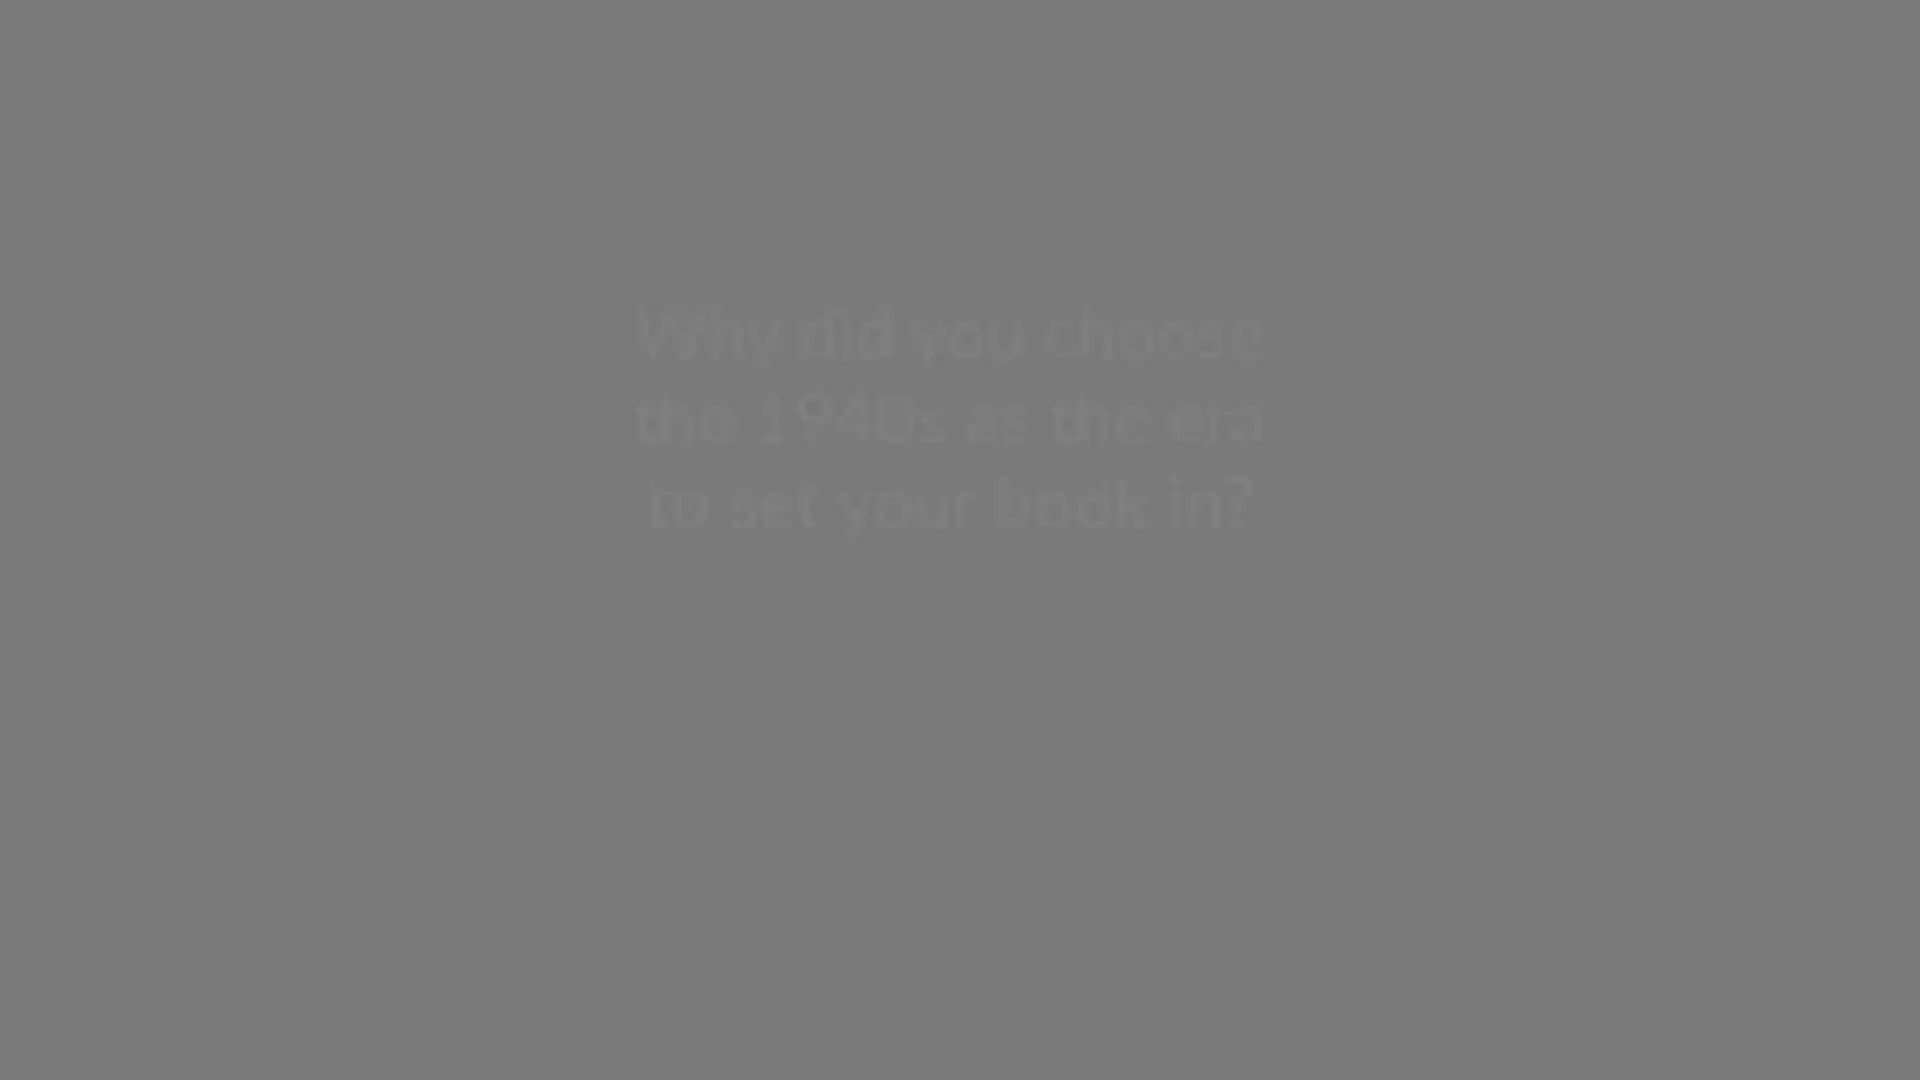 Why did you choose
the 1940s as the era
to set your book in?